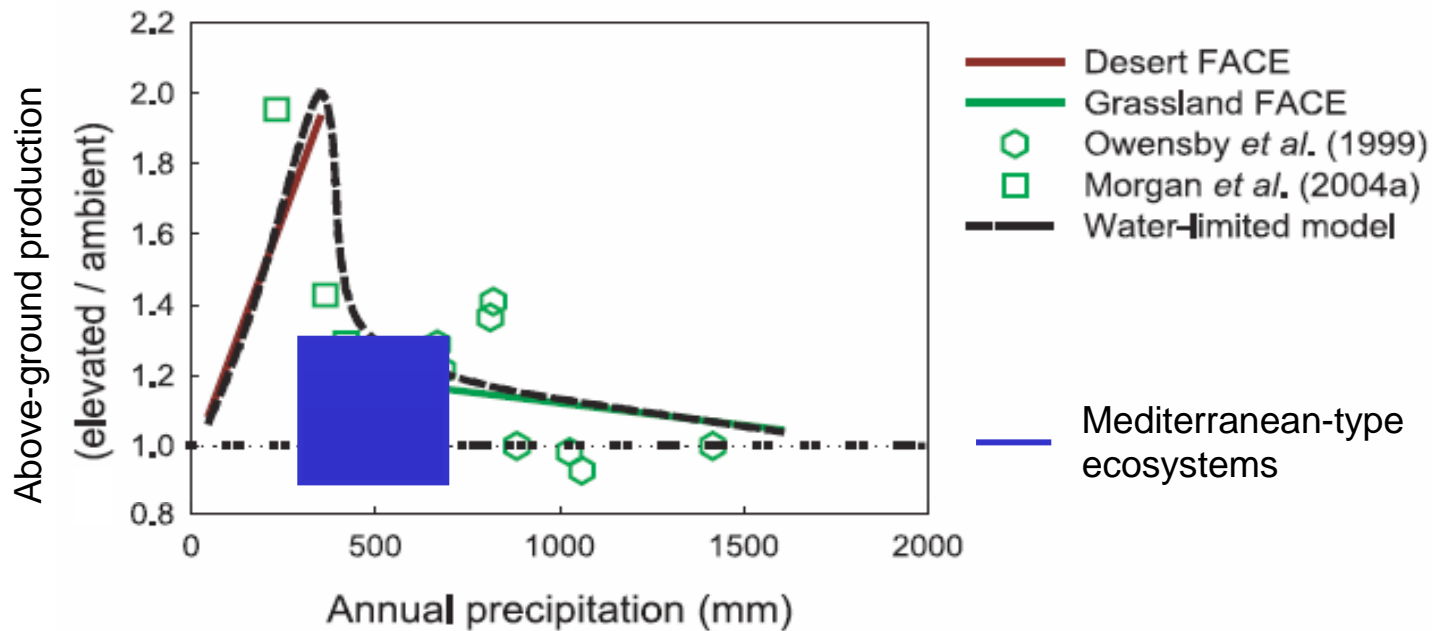 Above-ground production
(elevated / ambient)
2.2
2.0
1.8
1.6
1.4
1.2
1.0
0.8
0
500
1000
1500
2000
Annual precipitation (mm)
Desert FACE
Grassland FACE
Owensby et al. (1999)
Morgan et al. (2004a)
Water-limited model
Mediterranean-type
ecosystems